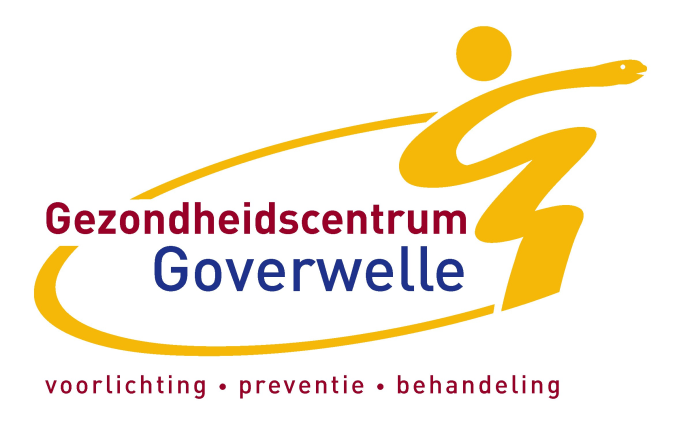 Gezondheidscentrum
Goverwelle
voorlichting • preventie • behandeling